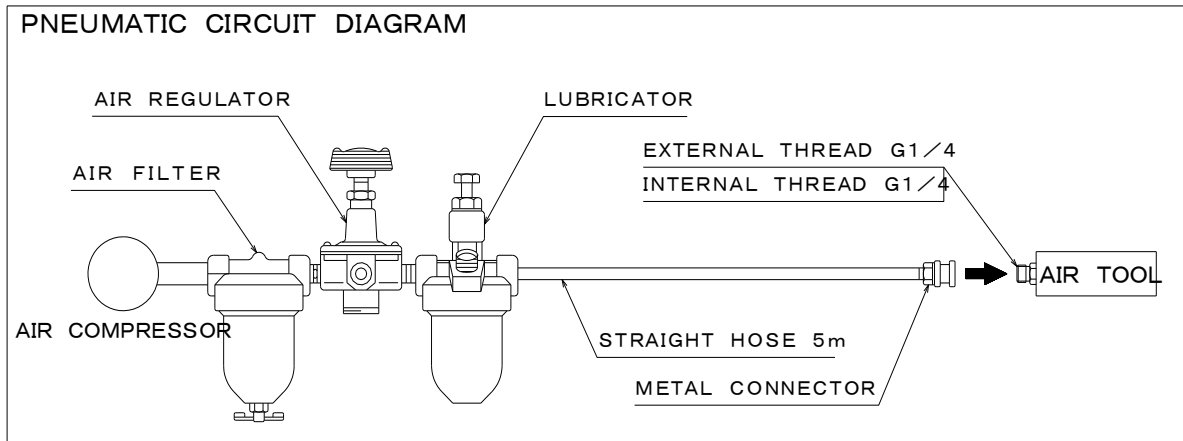 PNEUMATIC CIRCUIT DIAGRAM
AIR REGULATOR
LUBRICATOR
EXTERNAL THREAD G1／4
INTERNAL THREAD G1／4
AIR FILTER
AIR TOOL
AIR COMPRESSOR
STRAIGHT HOSE 5m
METAL CONNECTOR